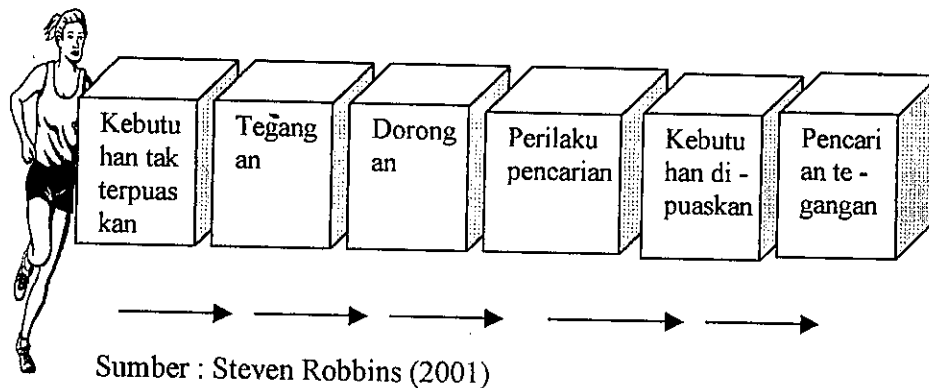 Kebutu
han tak
terpuas
kan
Tegang
an
Dorong
an
Perilaku
pencarian
Kebutu
han di -
puaskan
Pencari
an te -
gangan
Sumber : Steven Robbins (2001)